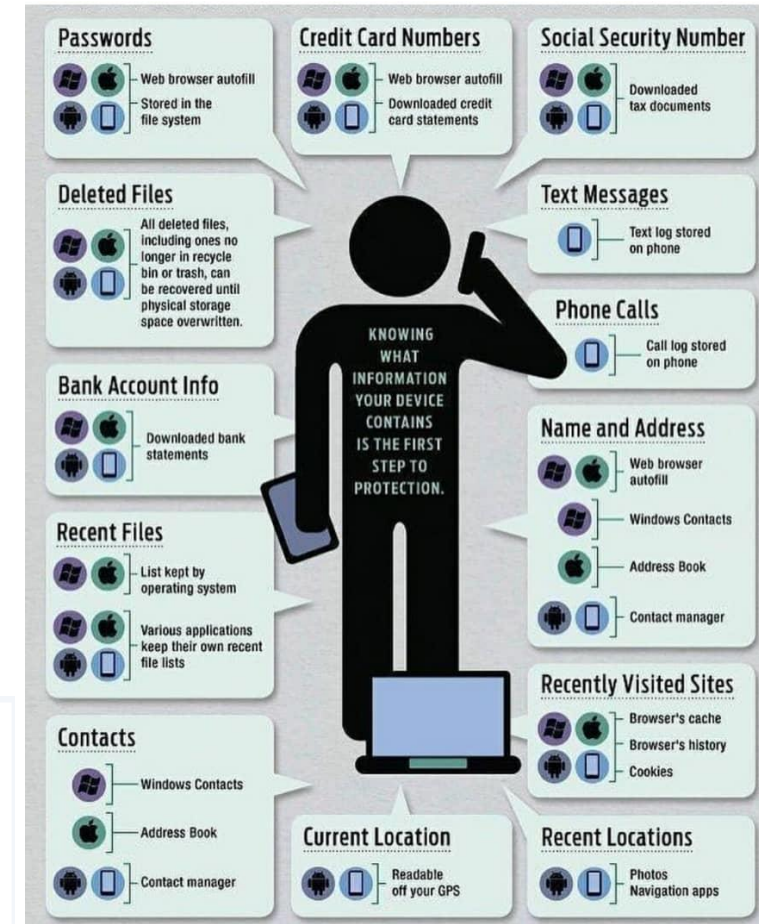 Passwords
Web browser autofill
Stored in the
file system
Credit Card Numbers
Web browser autofill
Downloaded credit
card statements
Social Security Number
Downloaded
tax documents
Deleted Files
All deleted files,
including ones no
longer in recycle
bin or trash, can
be recovered until
physical storage
space overwritten.
Text Messages
Text log stored
on phone
Phone Calls
Call log stored
on phone
KNOWING
WHAT
INFORMATION
YOUR DEVICE
CONTAINS
IS THE FIRST
STEP TO
PROTECTION.
Bank Account Info
Downloaded bank
statements
Name and Address
Web browser
autofill
Windows Contacts
Address Book
Contact manager
Recent Files
List kept by
operating system
Various applications
keep their own recent
file lists
Recently Visited Sites
Browser's cache
Browser's history
Cookies
Contacts
Windows Contacts
Address Book
Contact manager
Current Location
Readable
off your GPS
Recent Locations
Photos
Navigation apps